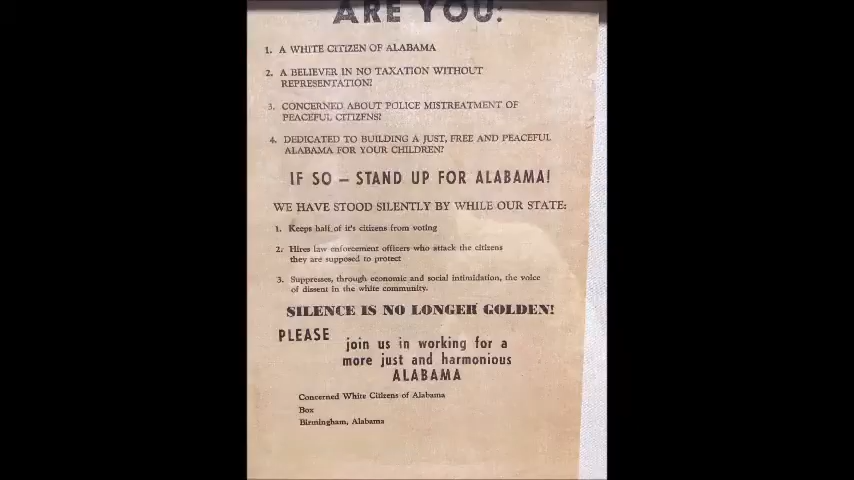 ARE YOU:
1. A WHITE CITIZEN OF ALABAMA
2. A BELIEVER IN NO TAXATION WITHOUT
REPRESENTATION?
3. CONCERNED ABOUT POLICE MISTREATMENT OF
PEACEFUL CITIZENS?
4. DEDICATED TO BUILDING A JUST, FREE AND PEACEFUL
ALABAMA FOR YOUR CHILDREN?
IF SO — STAND UP FOR ALABAMA!
WE HAVE STOOD SILENTLY BY WHILE OUR STATE:
1. Keeps half of it's citizens from voting
2. Hires law enforcement officers who attack the citizens
they are supposed to protect
3. Suppresses, through economic and social intimidation, the voice
of dissent in the white community.
SILENCE IS NO LONGER GOLDEN!
PLEASE
join us in working for a
more just and harmonious
ALABAMA
Concerned White Citizens of Alabama
Box
Birmingham, Alabama